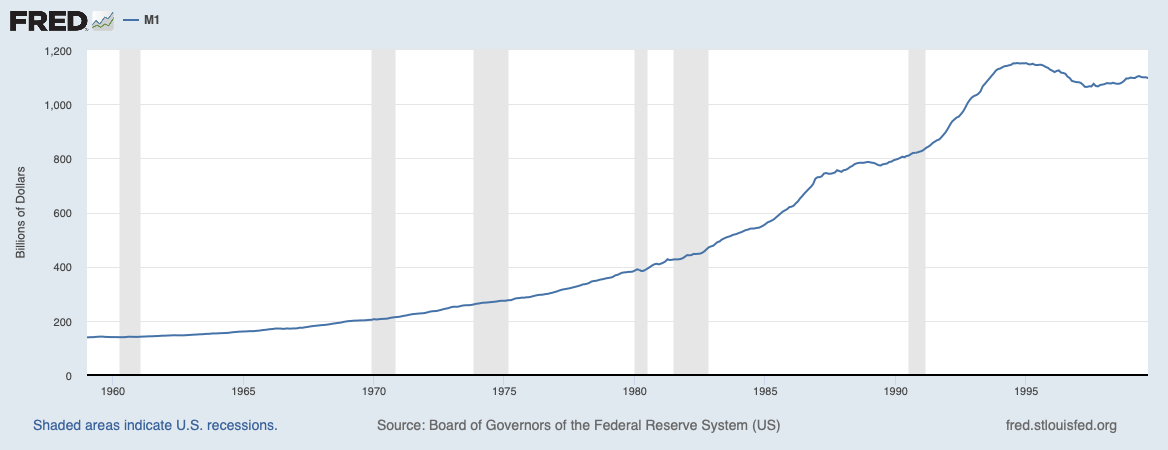 FRED M1
1,200
1,000
800
600
400
200
0
Billions of Dollars
1960 1965 1970 1975 1980 1985 1990 1995
Shaded areas indicate U.S. recessions. Source: Board of Governors of the Federal Reserve System (US) fred.stlouisfed.org